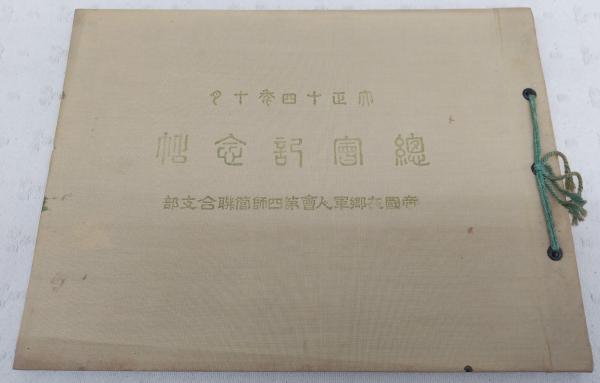 大正十四年十月
總會記念帖
帝國在郷軍人會第四師管聯合支部